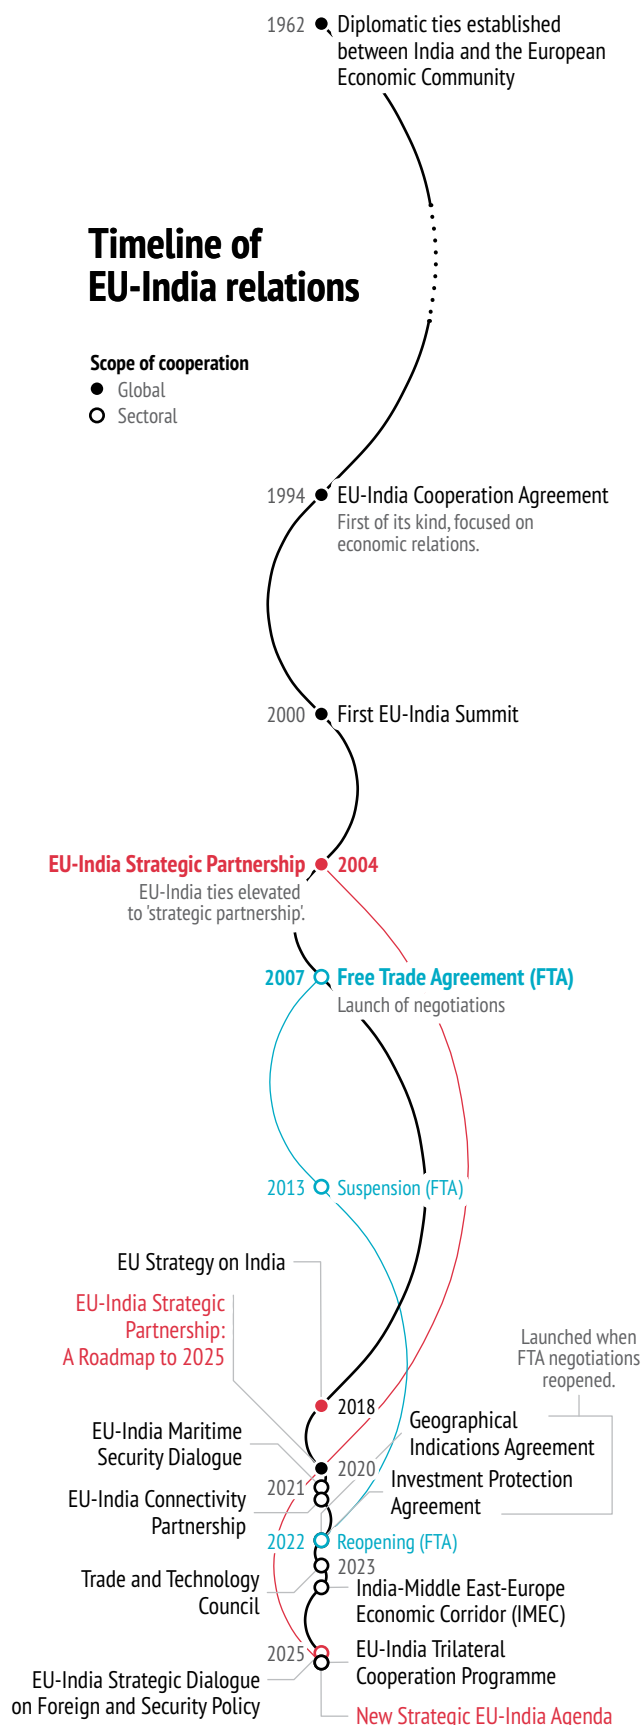 1962
Diplomatic ties established
between India and the European
Economic Community
Timeline of
EU-India relations
Scope of cooperation
Global
Sectoral
1994
EU-India Cooperation Agreement
First of its kind, focused on
economic relations.
2000
First EU-India Summit
EU-India Strategic Partnership
2004
EU-India ties elevated
to 'strategic partnership'.
2007
Free Trade Agreement (FTA)
Launch of negotiations
2013
Suspension (FTA)
EU Strategy on India
EU-India Strategic
Partnership:
A Roadmap to 2025
Launched when
FTA negotiations
reopened.
2018
Geographical
Indications Agreement
EU-India Maritime
Security Dialogue
2020
2021
Investment Protection
Agreement
EU-India Connectivity
Partnership
2022
Reopening (FTA)
2023
Trade and Technology
Council
India-Middle East-Europe
Economic Corridor (IMEC)
2025
EU-India Trilateral
Cooperation Programme
EU-India Strategic Dialogue
on Foreign and Security Policy
New Strategic EU-India Agenda